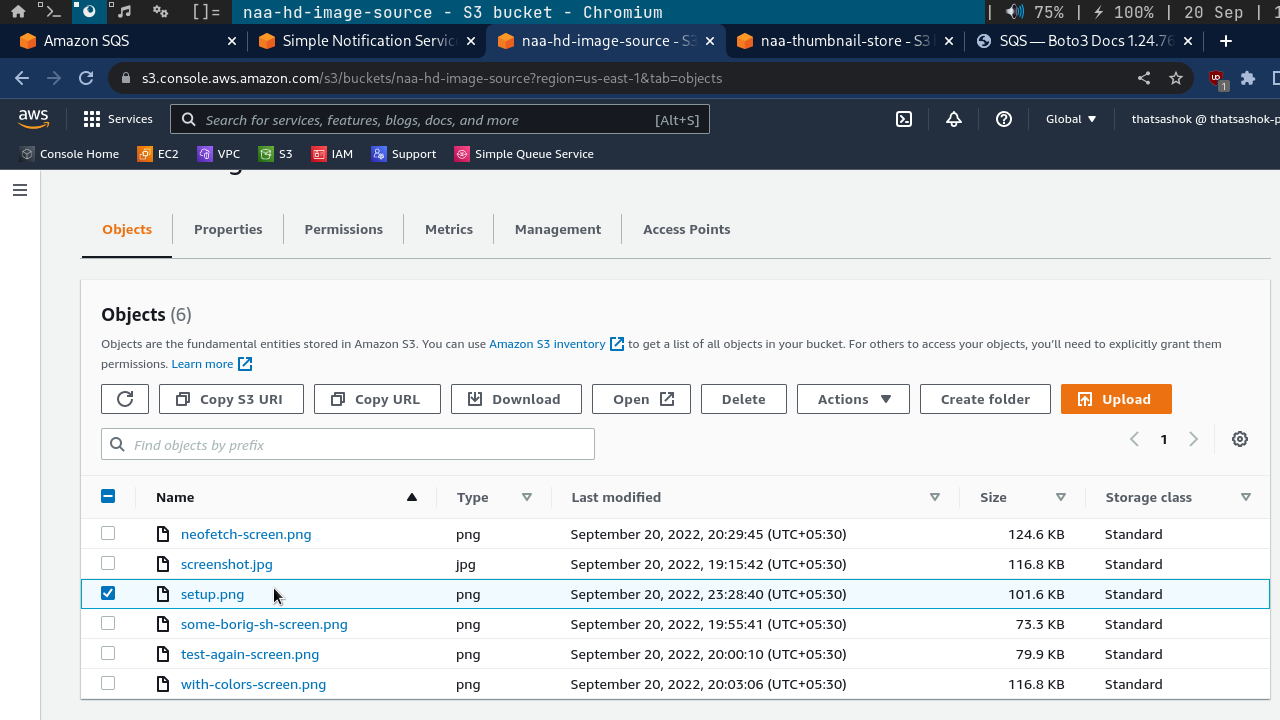 []= naa-hd-image-source - S3 bucket - Chromium | 75% | 100% | 20 Sep | 1
Amazon SQS Simple Notification Servic naa-hd-image-source - S3 naa-thumbnail-store - S3 SQS — Boto3 Docs 1.24.76
s3.console.aws.amazon.com/s3/buckets/naa-hd-image-source?region=us-east-1&tab=objects UD 1
aws Services Search for services, features, blogs, docs, and more [Alt+S] Global thatsashok @ thatsashok-p
Console Home EC2 VPC S3 IAM Support Simple Queue Service
Objects Properties Permissions Metrics Management Access Points
Objects (6)
Objects are the fundamental entities stored in Amazon S3. You can use Amazon S3 inventory to get a list of all objects in your bucket. For others to access your objects, you’ll need to explicitly grant them
permissions. Learn more
Copy S3 URI Copy URL Download Open Delete Actions Create folder Upload
Find objects by prefix 1
Name Type Last modified Size Storage class
neofetch-screen.png png September 20, 2022, 20:29:45 (UTC+05:30) 124.6 KB Standard
screenshot.jpg jpg September 20, 2022, 19:15:42 (UTC+05:30) 116.8 KB Standard
setup.png png September 20, 2022, 23:28:40 (UTC+05:30) 101.6 KB Standard
some-borig-sh-screen.png png September 20, 2022, 19:55:41 (UTC+05:30) 73.3 KB Standard
test-again-screen.png png September 20, 2022, 20:00:10 (UTC+05:30) 79.9 KB Standard
with-colors-screen.png png September 20, 2022, 20:03:06 (UTC+05:30) 116.8 KB Standard